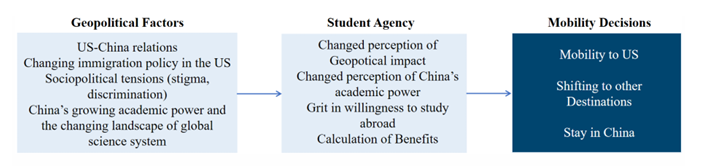 Geopolitical Factors
US-China relations
Changing immigration policy in the US
Sociopolitical tensions (stigma,
discrimination)
China's growing academic power and
the changing landscape of global
science system
Student Agency
Changed perception of
Geopotical impact
Changed perception of China's
academic power
Grit in willingness to study
abroad
Calculation of Benefits
Mobility Decisions
Mobility to US
Shifting to other
Destinations
Stay in China